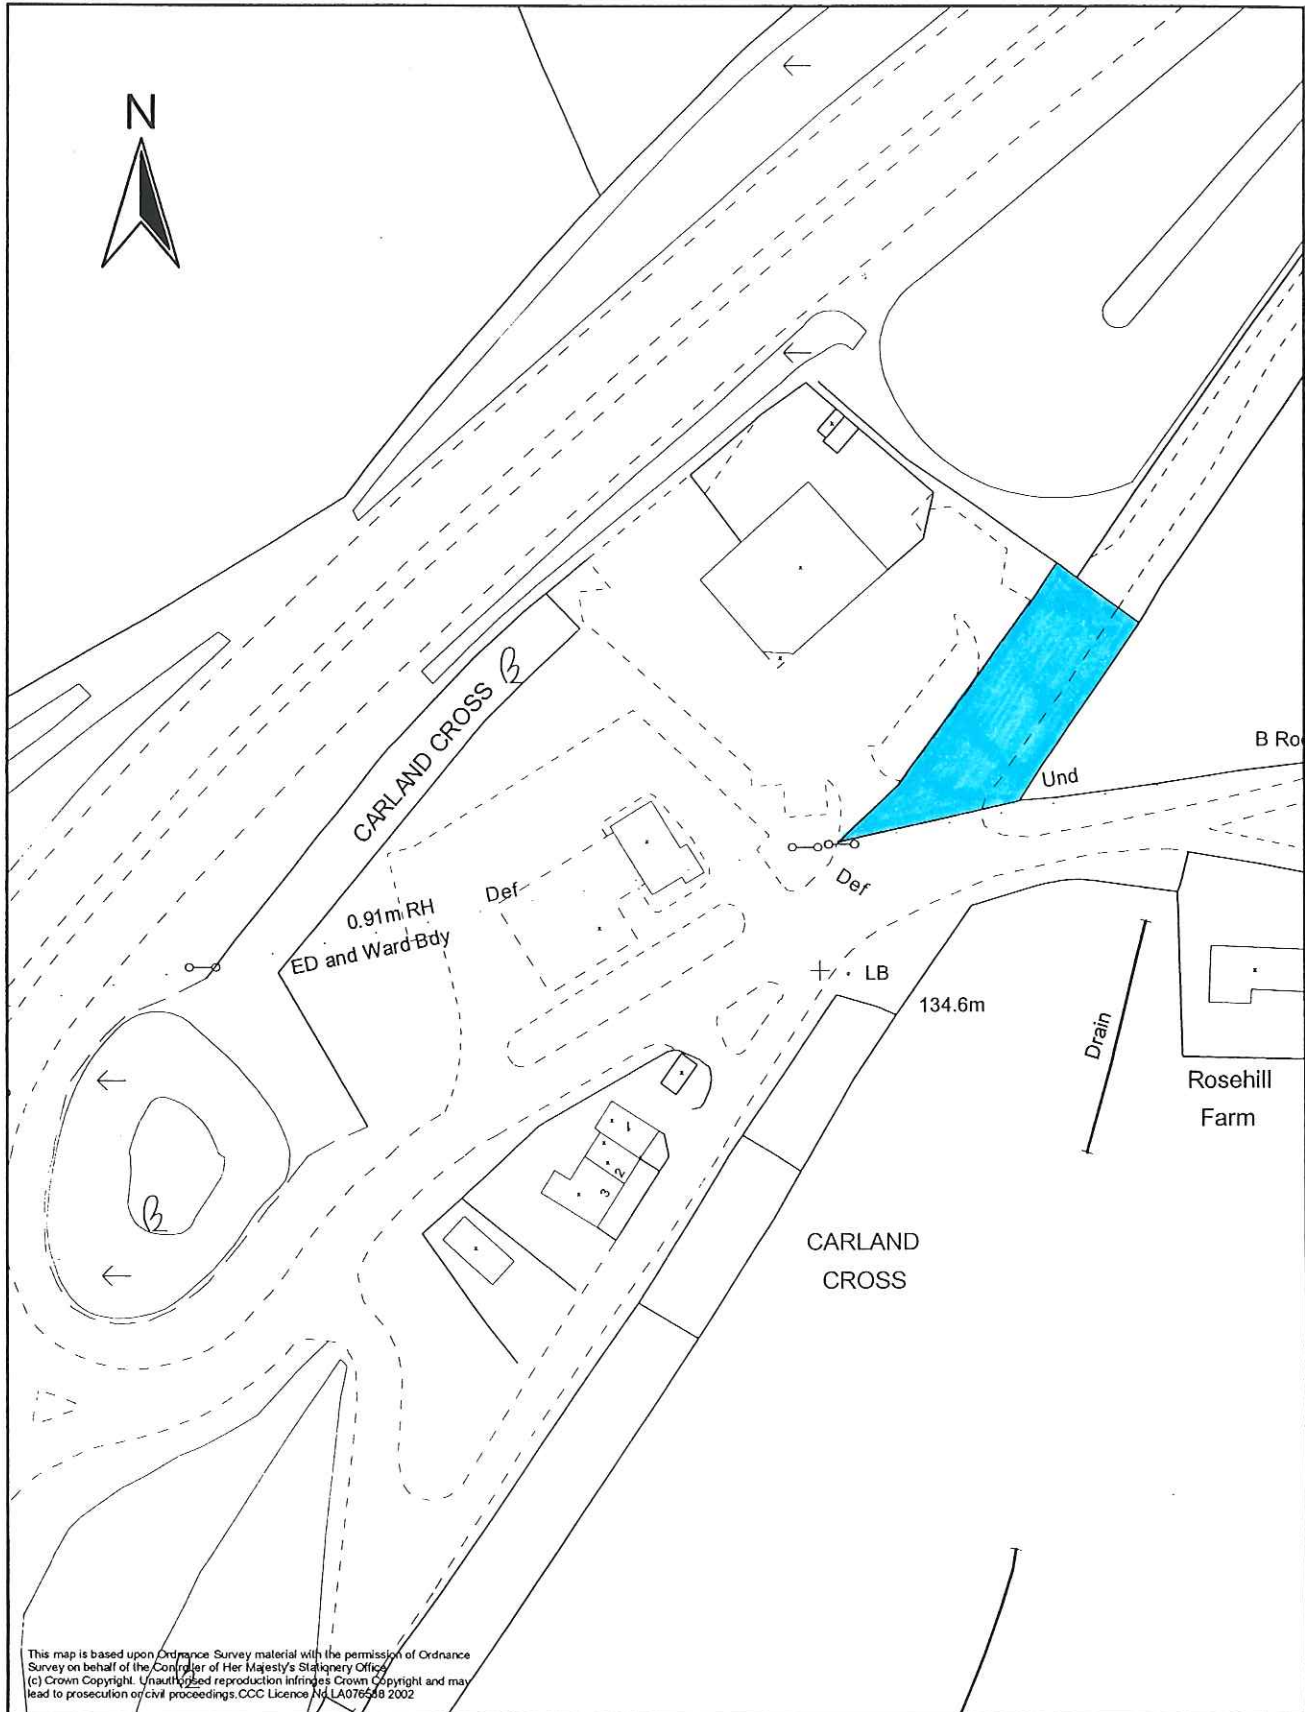 N
CARLAND CROSS
B Ro
Und
Def
Def
0.91m RH
ED and Ward Bdy
LB
134.6m
Drain
Rosehill
Farm
1
2
3
CARLAND
CROSS
This map is based upon Ordnance Survey material with the permission of Ordnance
Survey on behalf of the Controller of Her Majesty's Stationery Office
(c) Crown Copyright. Unauthorised reproduction infringes Crown Copyright and may
lead to prosecution or civil proceedings. CCC Licence No LA076538 2002